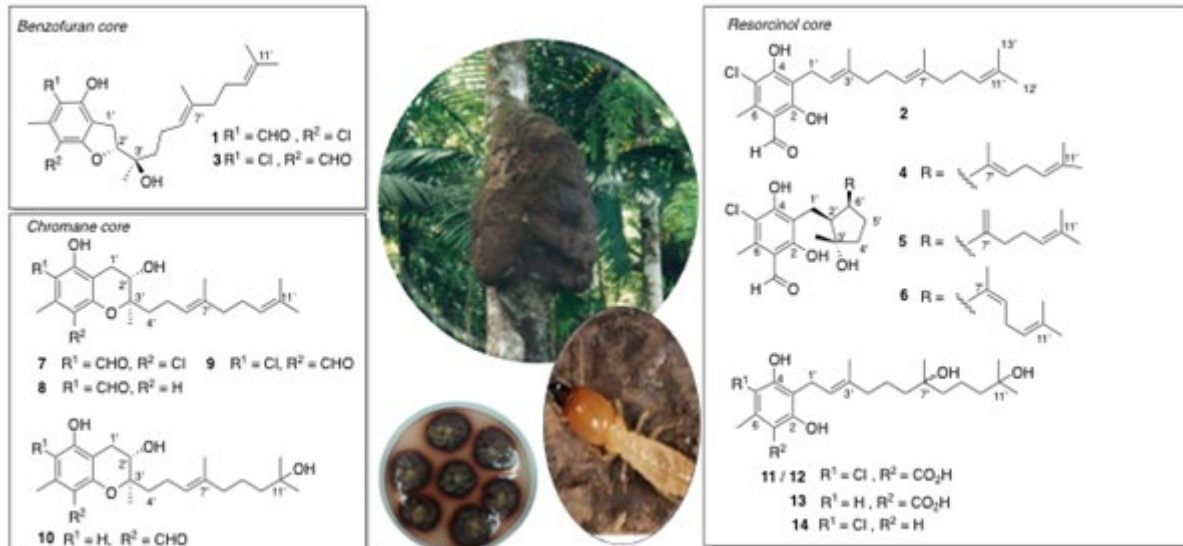 Benzofuran core
R¹
OH
11'
1'
7'
2'
R²
O
3'
OH
1 R¹ = CHO , R² = Cl
3 R¹ = Cl , R² = CHO
Chromane core
OH
R¹
1'
OH
2'
3'
O
4'
7'
11'
R²
7 R¹ = CHO, R² = Cl 9 R¹ = Cl, R² = CHO
8 R¹ = CHO, R² = H
OH
R¹
1'
OH
2'
3'
O
4'
7'
11'
OH
R²
10 R¹ = H, R² = CHO
Resorcinol core
OH
Cl
4
1'
3'
7'
11'
13'
12'
6
2
OH
H
O
2
OH
Cl
4
1'
R
6'
2'
5'
3'
4'
6
2
OH
OH
H
O
4 R =
7'
11'
5 R =
7'
11'
6 R =
7'
11'
OH
R¹
4
1'
3'
7'
OH
11'
OH
6
2
OH
R²
11 / 12 R¹ = Cl , R² = CO₂H
13 R¹ = H, R² = CO₂H
14 R¹ = Cl , R² = H